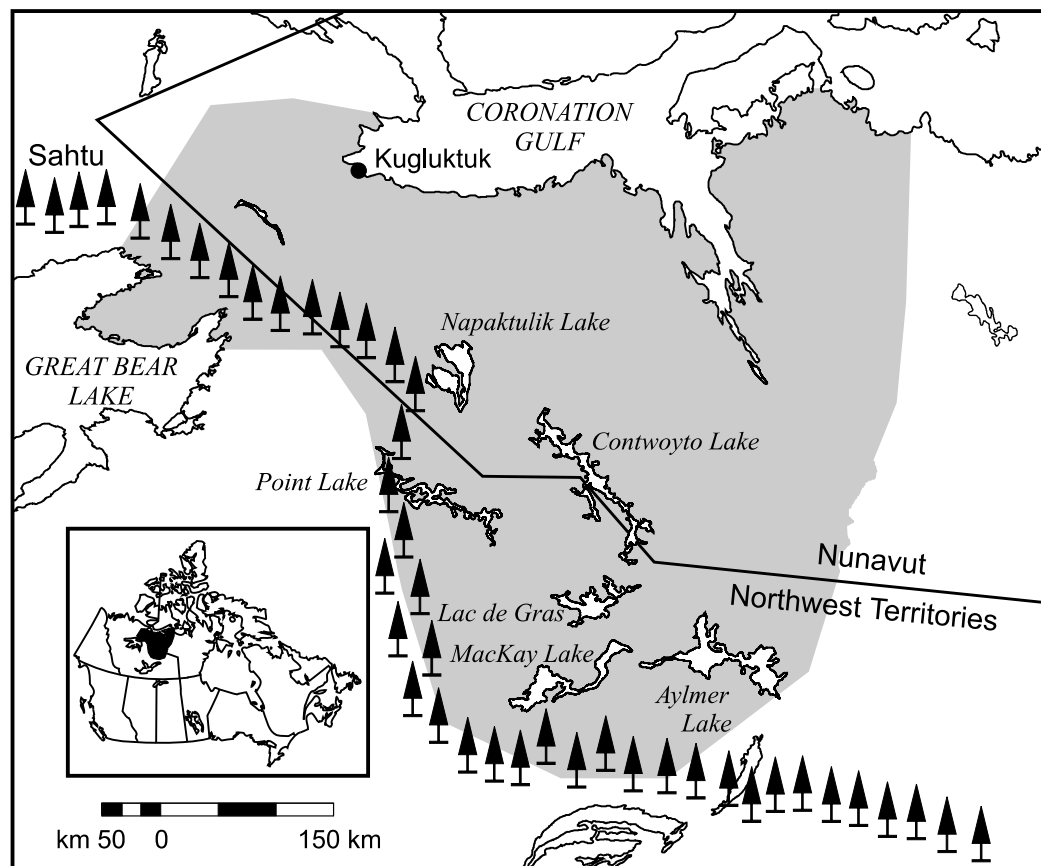 CORONATION
GULF
Sahtu
Kugluktuk
Napaktulik Lake
GREAT BEAR
LAKE
Contwoyto Lake
Point Lake
Nunavut
Northwest Territories
Lac de Gras
MacKay Lake
Aylmer
Lake
km 50 0 150 km